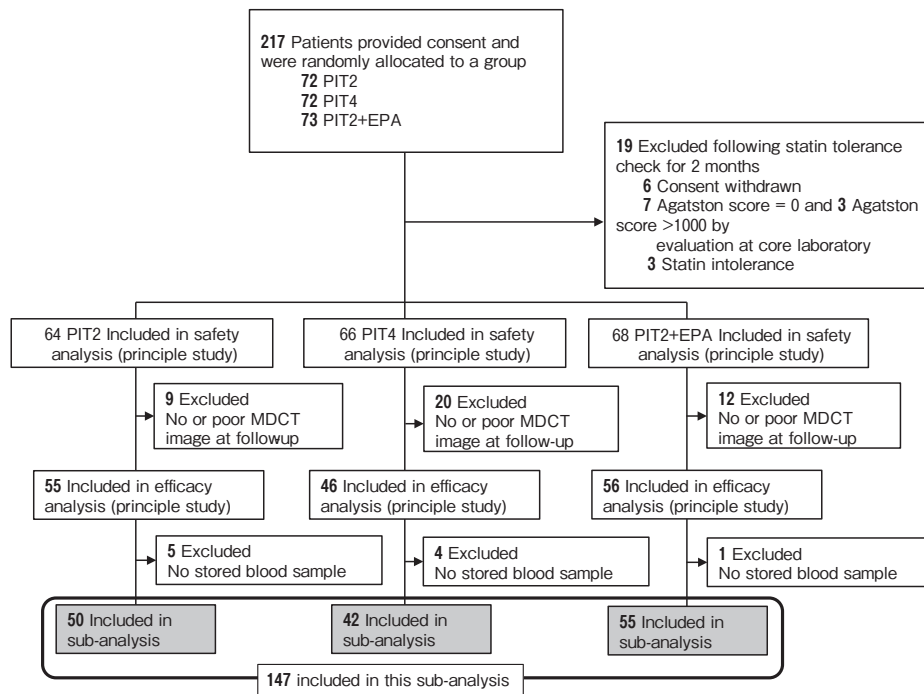 217 Patients provided consent and
were randomly allocated to a group
72 PIT2
72 PIT4
73 PIT2+EPA
19 Excluded following statin tolerance
check for 2 months
6 Consent withdrawn
7 Agatston score = 0 and 3 Agatston
score >1000 by
evaluation at core laboratory
3 Statin intolerance
64 PIT2 Included in safety
analysis (principle study)
66 PIT4 Included in safety
analysis (principle study)
68 PIT2+EPA Included in safety
analysis (principle study)
9 Excluded
No or poor MDCT
image at followup
20 Excluded
No or poor MDCT
image at follow-up
12 Excluded
No or poor MDCT
image at follow-up
55 Included in efficacy
analysis (principle study)
46 Included in efficacy
analysis (principle study)
56 Included in efficacy
analysis (principle study)
5 Excluded
No stored blood sample
4 Excluded
No stored blood sample
1 Excluded
No stored blood sample
50 Included in
sub-analysis
42 Included in
sub-analysis
55 Included in
sub-analysis
147 included in this sub-analysis